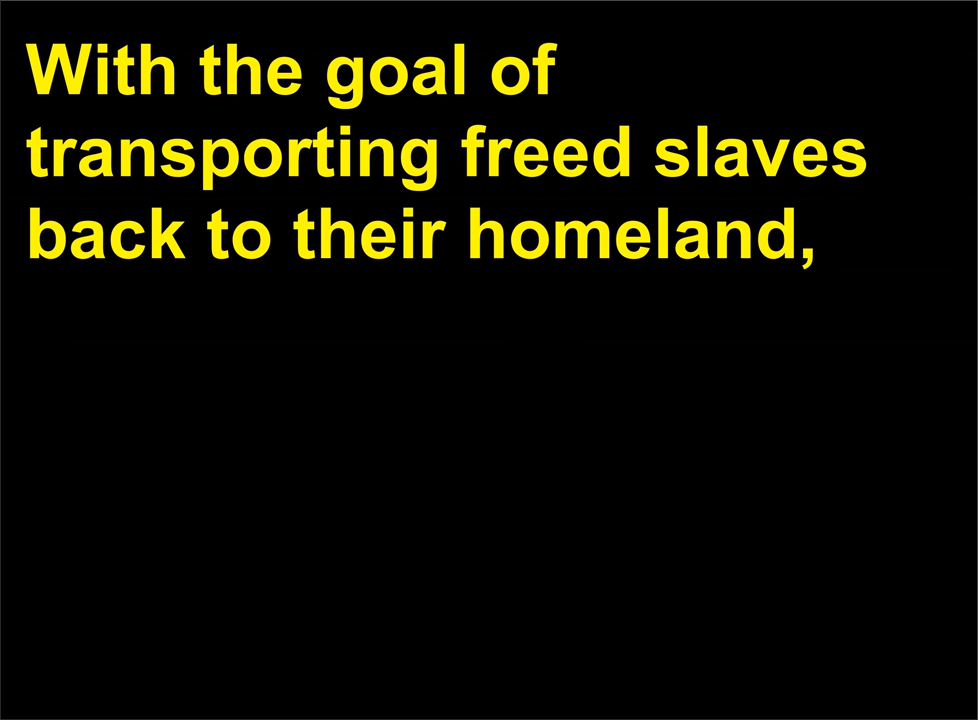 With the goal of
transporting freed slaves
back to their homeland,